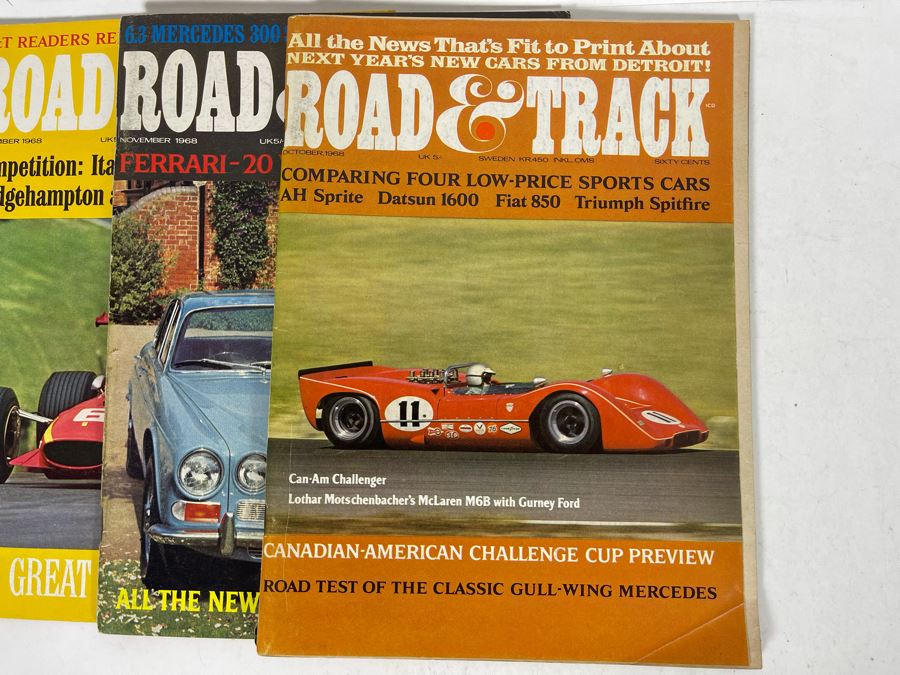 &T READERS RE
ROAD
BER 1968
UK5
mpetition: Ita
dgehampton a
6
GREAT
6.3 MERCEDES 300
ROAD
NOVEMBER 1968
UK5/
FERRARI-20
ALL THE NEW
All the News That's Fit to Print About
NEXT YEAR'S NEW CARS FROM DETROIT!
ROAD & TRACK
OCTOBER, 1968
UK 5/-
SWEDEN KR.4.50 INKL. OMS
SIXTY CENTS
COMPARING FOUR LOW-PRICE SPORTS CARS
AH Sprite Datsun 1600 Fiat 850 Triumph Spitfire
11
Can-Am Challenger
Lothar Motschenbacher's McLaren M6B with Gurney Ford
CANADIAN-AMERICAN CHALLENGE CUP PREVIEW
ROAD TEST OF THE CLASSIC GULL-WING MERCEDES